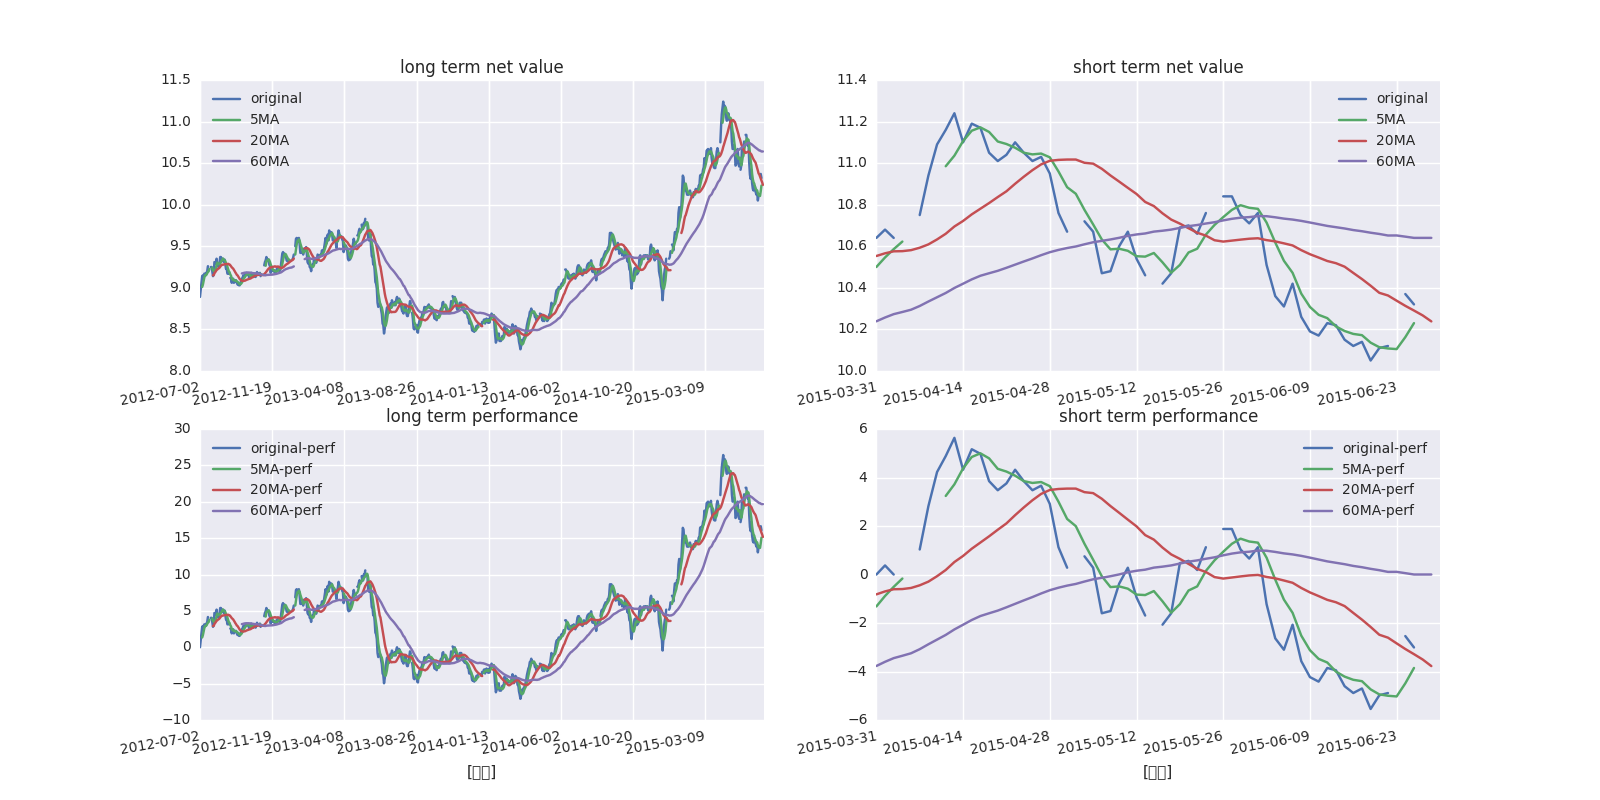 long term net value
11.5
11.0
10.5
10.0
9.5
9.0
8.5
8.0
original
5MA
20MA
60MA
2012-07-02 2012-11-19 2013-04-08 2013-08-26 2014-01-13 2014-06-02 2014-10-20 2015-03-09
short term net value
11.4
11.2
11.0
10.8
10.6
10.4
10.2
10.0
original
5MA
20MA
60MA
2015-03-31 2015-04-14 2015-04-28 2015-05-12 2015-05-26 2015-06-09 2015-06-23
long term performance
30
25
20
15
10
5
0
−5
−10
original-perf
5MA-perf
20MA-perf
60MA-perf
2012-07-02 2012-11-19 2013-04-08 2013-08-26 2014-01-13 2014-06-02 2014-10-20 2015-03-09
short term performance
6
4
2
0
−2
−4
−6
original-perf
5MA-perf
20MA-perf
60MA-perf
2015-03-31 2015-04-14 2015-04-28 2015-05-12 2015-05-26 2015-06-09 2015-06-23